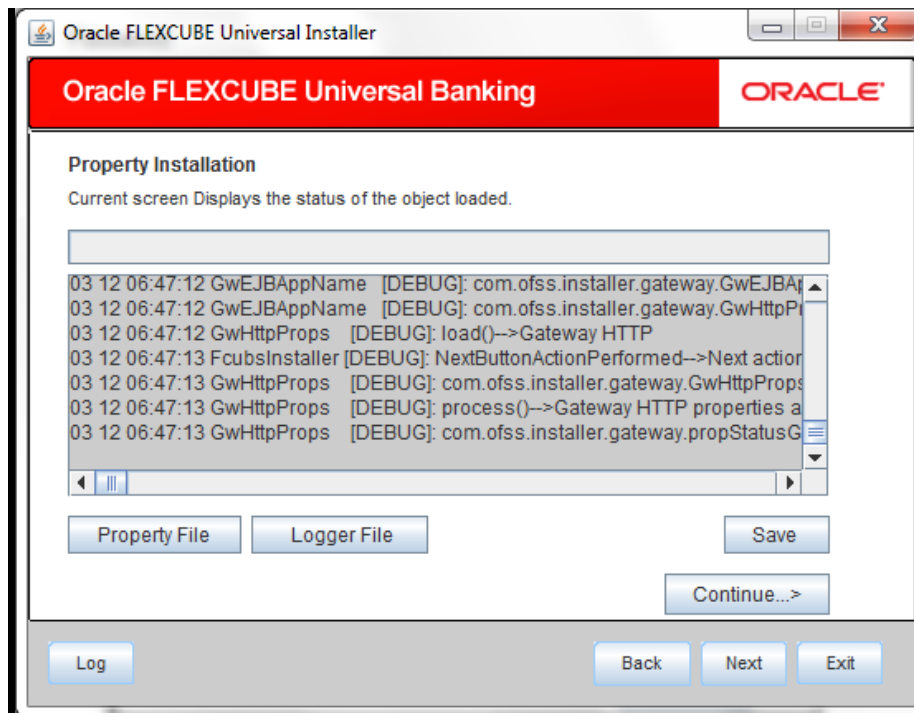 Oracle FLEXCUBE Universal Installer
Oracle FLEXCUBE Universal Banking
ORACLE
Property Installation
Current screen Displays the status of the object loaded.
03 12 06:47:12 GwEJBAppName [DEBUG]: com.ofss.installer.gateway.GwEJBAp
03 12 06:47:12 GwEJBAppName [DEBUG]: com.ofss.installer.gateway.GwHttpPr
03 12 06:47:12 GwHttpProps [DEBUG]: load()-->Gateway HTTP
03 12 06:47:13 FcubsInstaller [DEBUG]: NextButtonActionPerformed-->Next action
03 12 06:47:13 GwHttpProps [DEBUG]: com.ofss.installer.gateway.GwHttpProps
03 12 06:47:13 GwHttpProps [DEBUG]: process()-->Gateway HTTP properties a
03 12 06:47:13 GwHttpProps [DEBUG]: com.ofss.installer.gateway.propStatusG
Property File Logger File Save
Continue...>
Log Back Next Exit